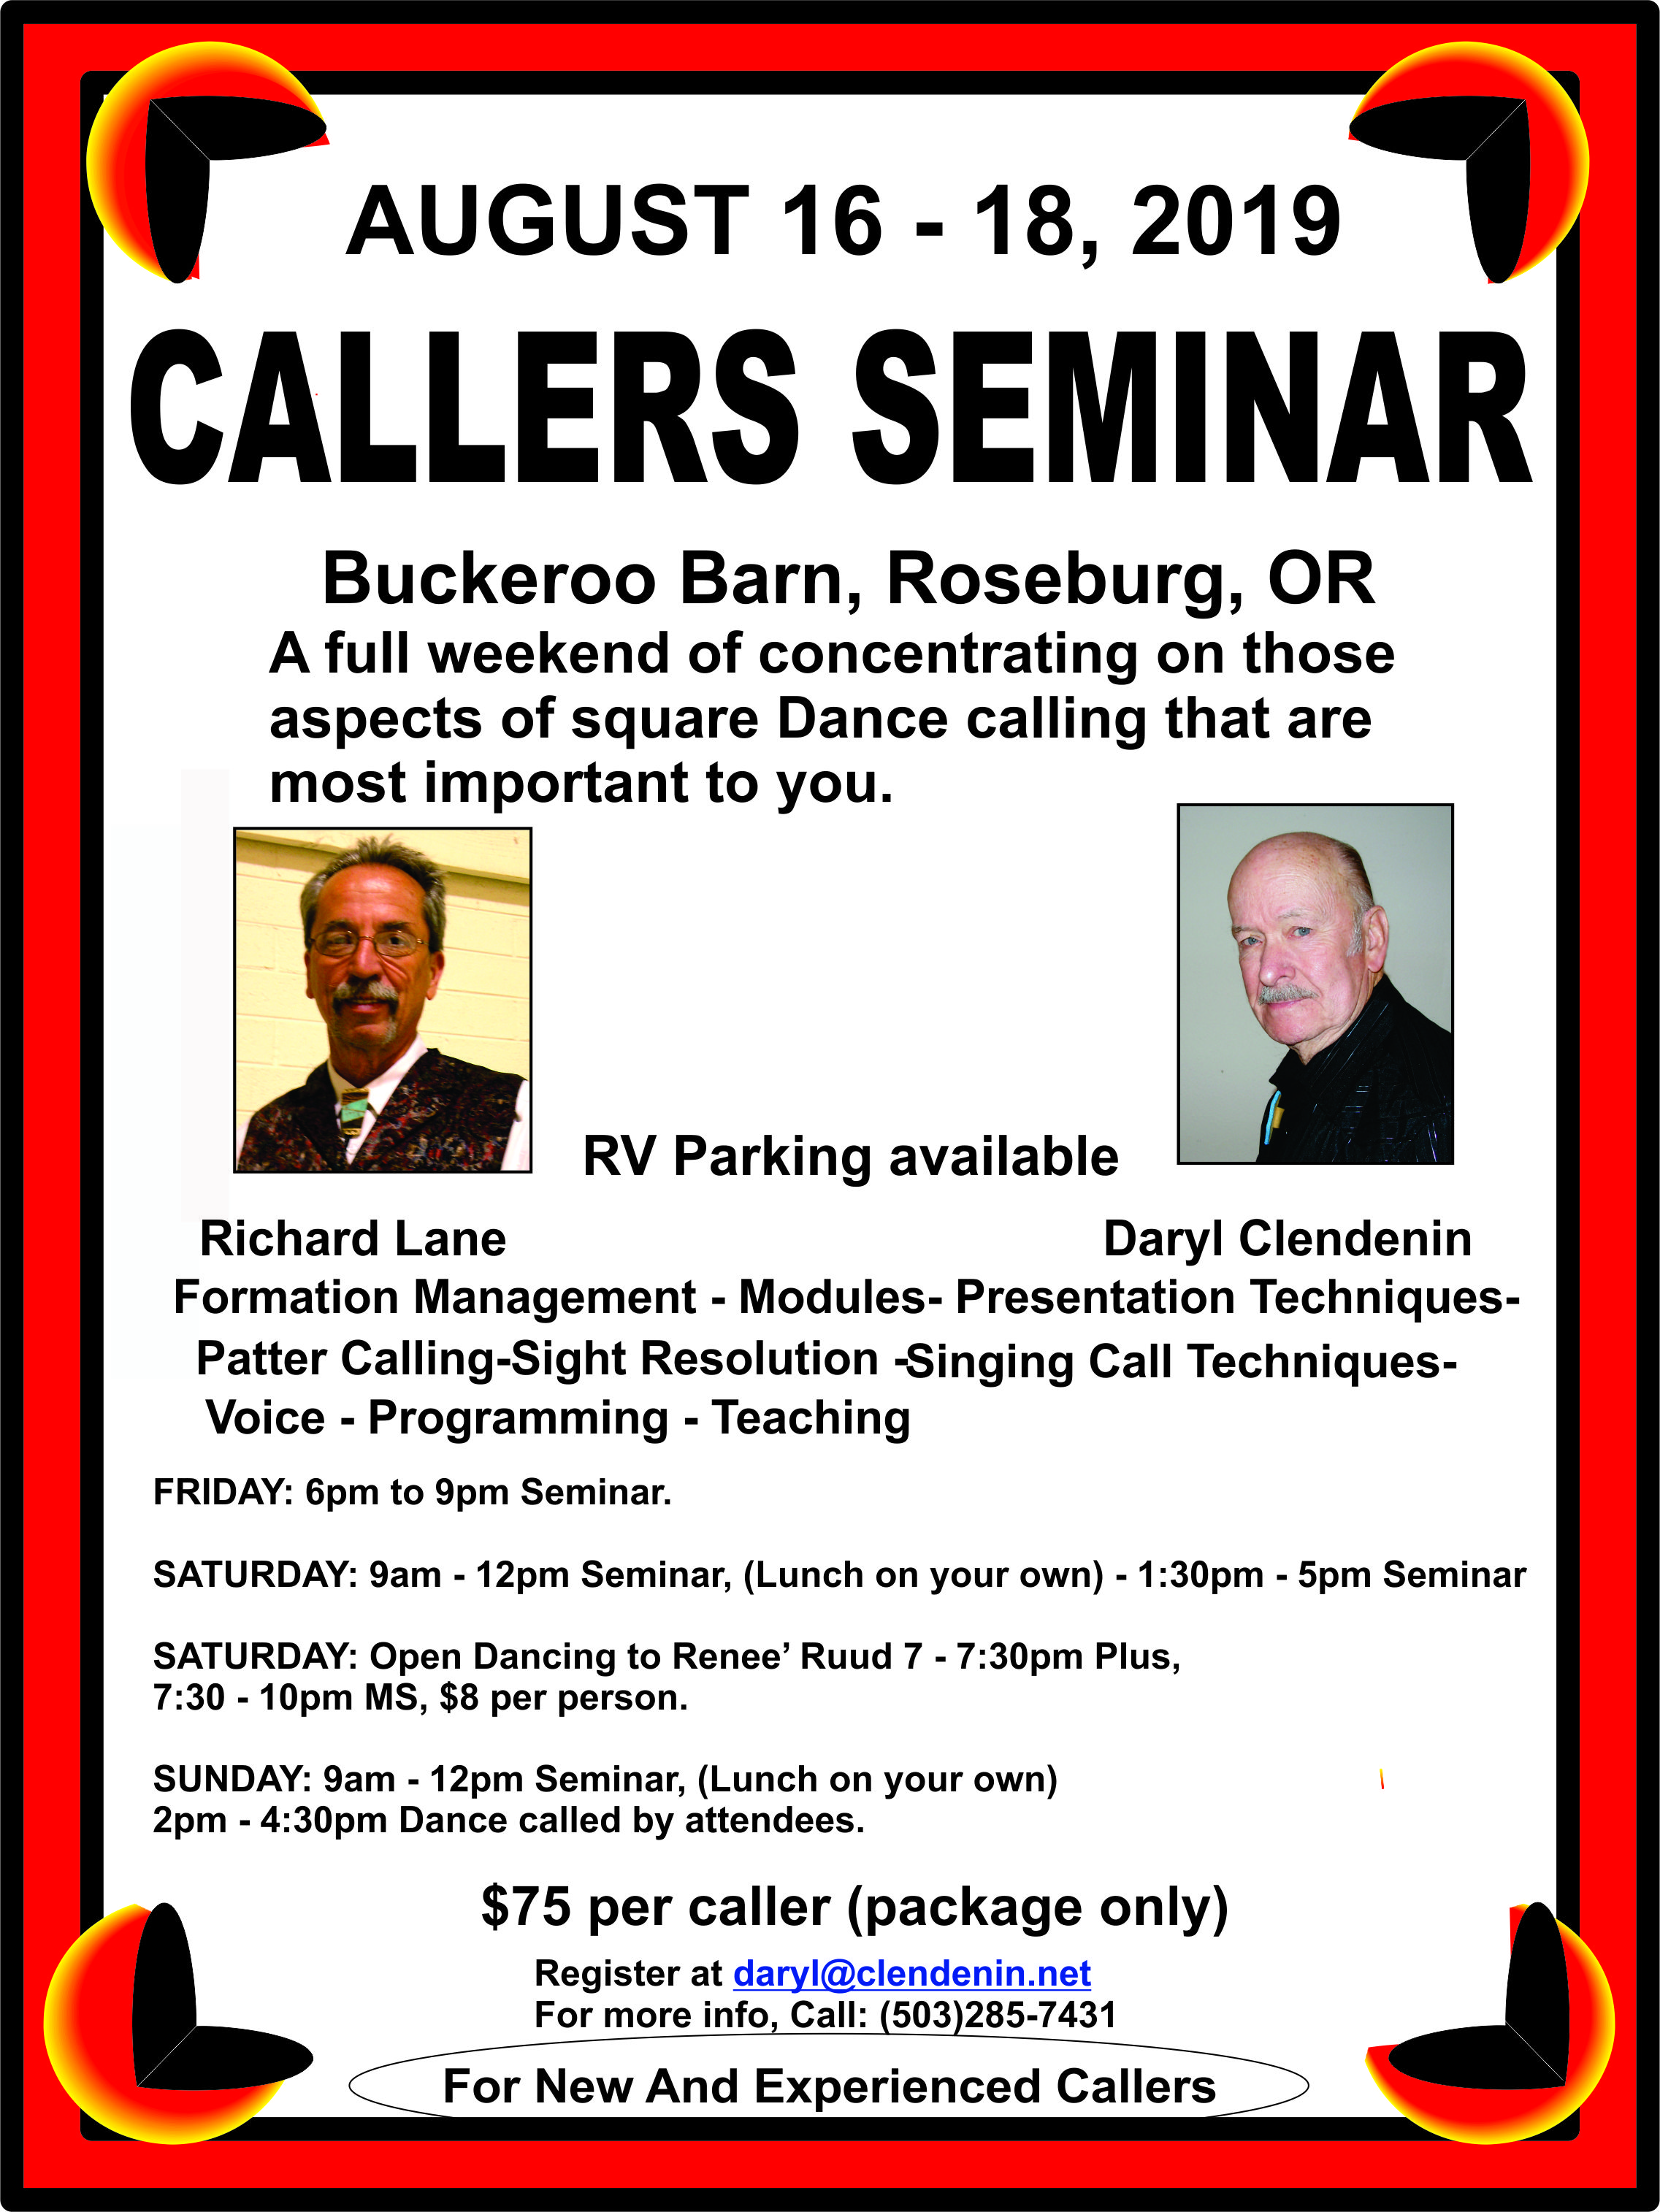 AUGUST 16 - 18, 2019
CALLERS SEMINAR
Buckeroo Barn, Roseburg, OR
A full weekend of concentrating on those
aspects of square Dance calling that are
most important to you.
RV Parking available
Richard Lane
Daryl Clendenin
Formation Management - Modules- Presentation Techniques-
Patter Calling-Sight Resolution -Singing Call Techniques-
Voice - Programming - Teaching
FRIDAY: 6pm to 9pm Seminar.
SATURDAY: 9am - 12pm Seminar, (Lunch on your own) - 1:30pm - 5pm Seminar
SATURDAY: Open Dancing to Renee’ Ruud 7 - 7:30pm Plus,
7:30 - 10pm MS, $8 per person.
SUNDAY: 9am - 12pm Seminar, (Lunch on your own)
2pm - 4:30pm Dance called by attendees.
$75 per caller (package only)
Register at daryl@clendenin.net
For more info, Call: (503)285-7431
For New And Experienced Callers